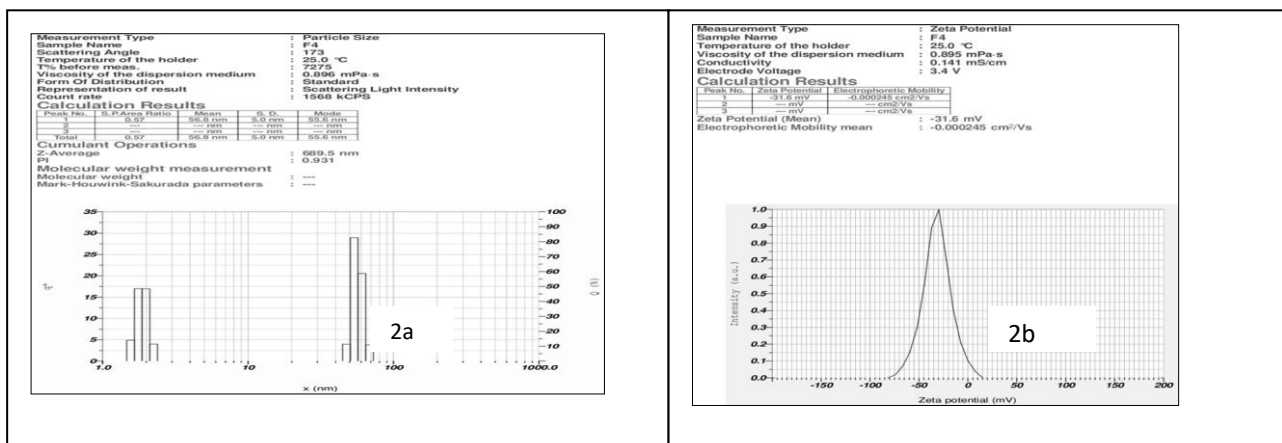 Measurement Type : Particle Size
Sample Name : F4
Scattering Angle : 173
Temperature of the holder : 25.0 °C
T% before meas. : 7275
Viscosity of the dispersion medium : 0.896 mPa·s
Form Of Distribution : Standard
Representation of result : Scattering Light Intensity
Count rate : 1568 kCPS
Calculation Results
Peak No. S.P.Area Ratio Mean S. D. Mode
1 0.57 56.8 nm 5.0 nm 55.6 nm
2 --- --- nm --- nm --- nm
3 --- --- nm --- nm --- nm
Total 0.57 56.8 nm 5.0 nm 55.6 nm
Cumulant Operations
Z-Average : 689.5 nm
PI : 0.931
Molecular weight measurement
Molecular weight : ---
Mark-Houwink-Sakurada parameters : ---
35 100
90
30 80
25 70
20 60
50
15 40
10 30
5 20
10
0
1.0 10 100 1000.0
Q (%)
x (nm)
2a
Measurement Type : Zeta Potential
Sample Name : F4
Temperature of the holder : 25.0 °C
Viscosity of the dispersion medium : 0.895 mPa·s
Conductivity : 0.141 mS/cm
Electrode Voltage : 3.4 V
Calculation Results
Peak No. Zeta Potential Electrophoretic Mobility
1 -31.6 mV -0.000245 cm2/Vs
2 --- mV --- cm2/Vs
3 --- mV --- cm2/Vs
Zeta Potential (Mean) : -31.6 mV
Electrophoretic Mobility mean : -0.000245 cm²/Vs
1.0
0.9
0.8
0.7
0.6
0.5
0.4
0.3
0.2
0.1
0.0
Intensity (a.u.)
-150 -100 -50 0 50 100 150 200
Zeta potential (mV)
2b